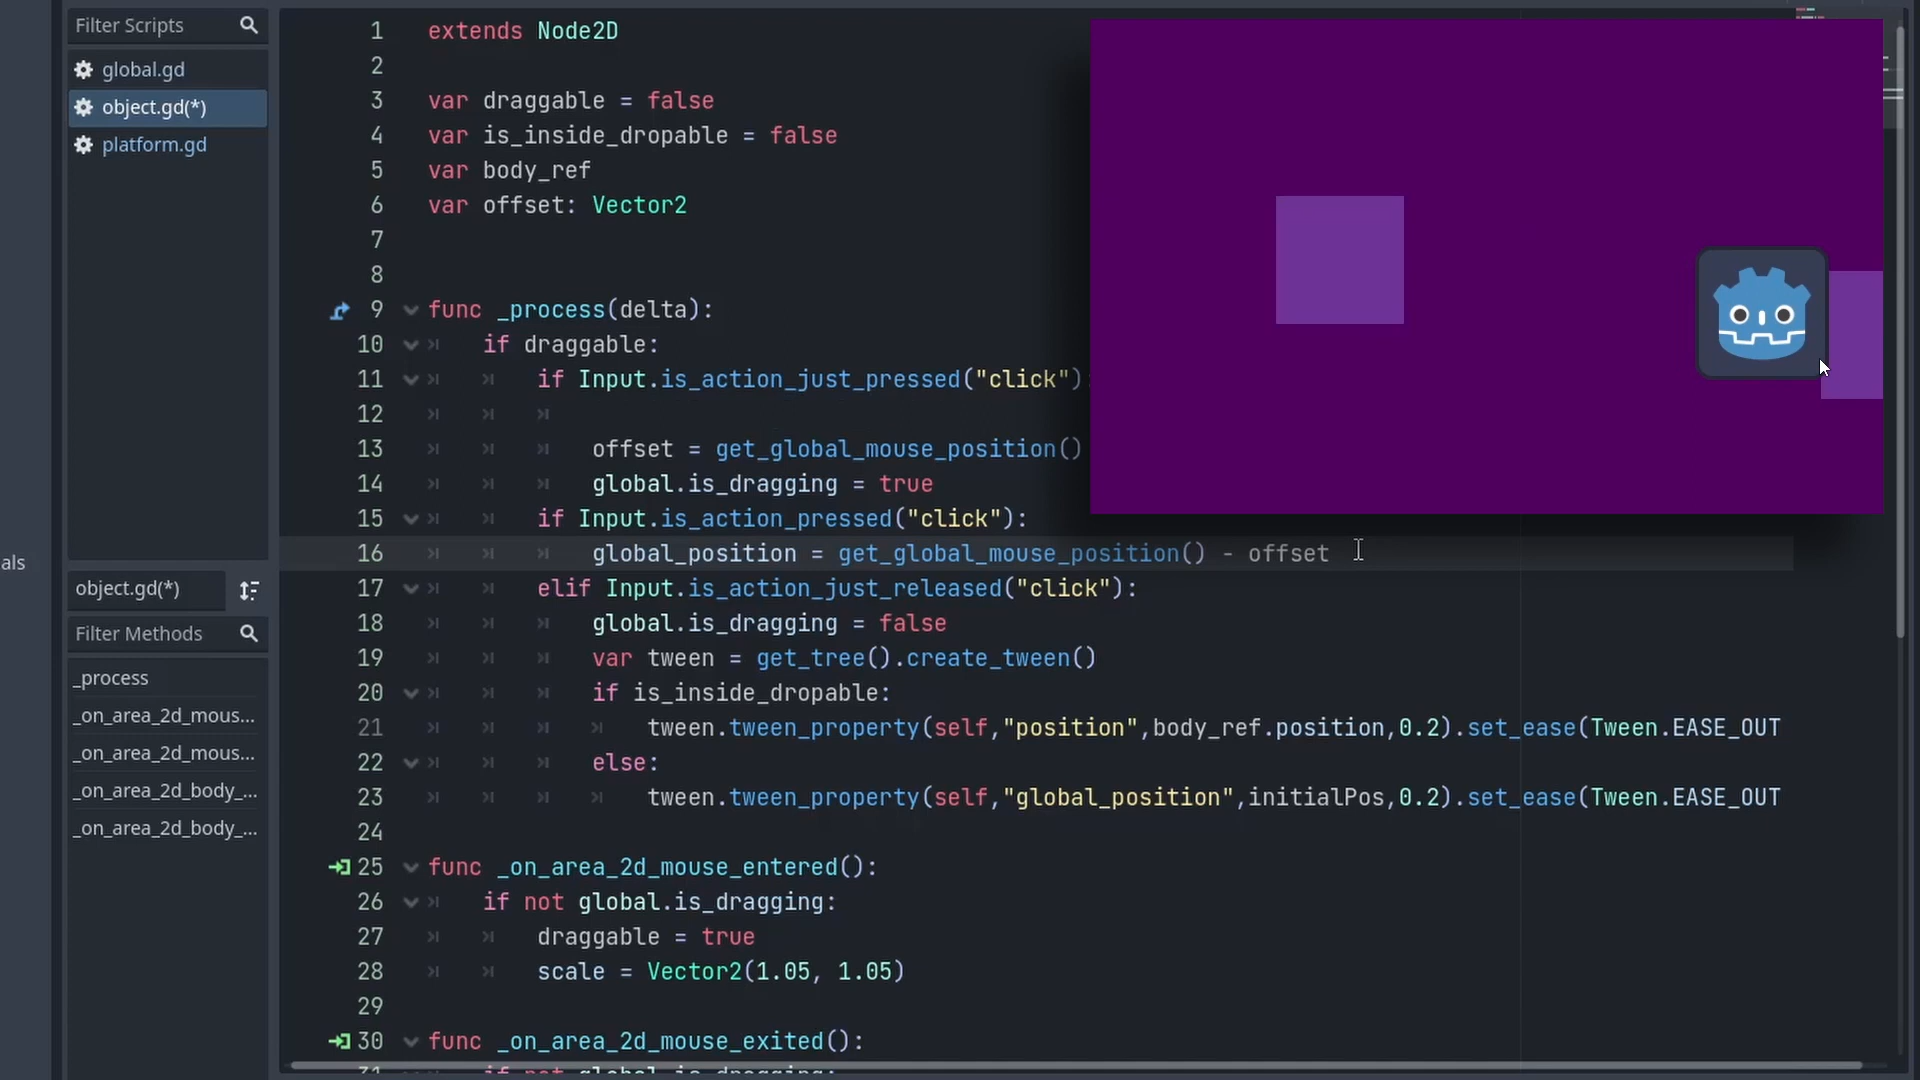 Filter Scripts
global.gd
object.gd(*)
platform.gd
als
object.gd(*)
Filter Methods
_process
_on_area_2d_mous...
_on_area_2d_mous...
_on_area_2d_body_...
_on_area_2d_body_...
1 extends Node2D
2
3 var draggable = false
4 var is_inside_dropable = false
5 var body_ref
6 var offset: Vector2
7
8
9 func _process(delta):
10 if draggable:
11 if Input.is_action_just_pressed("click")
12
13 offset = get_global_mouse_position()
14 global.is_dragging = true
15 if Input.is_action_pressed("click"):
16 global_position = get_global_mouse_position() - offset
17 elif Input.is_action_just_released("click"):
18 global.is_dragging = false
19 var tween = get_tree().create_tween()
20 if is_inside_dropable:
21 tween.tween_property(self,"position",body_ref.position,0.2).set_ease(Tween.EASE_OUT
22 else:
23 tween.tween_property(self,"global_position",initialPos,0.2).set_ease(Tween.EASE_OUT
24
25 func _on_area_2d_mouse_entered():
26 if not global.is_dragging:
27 draggable = true
28 scale = Vector2(1.05, 1.05)
29
30 func _on_area_2d_mouse_exited():
31 if not global.is_dragging: